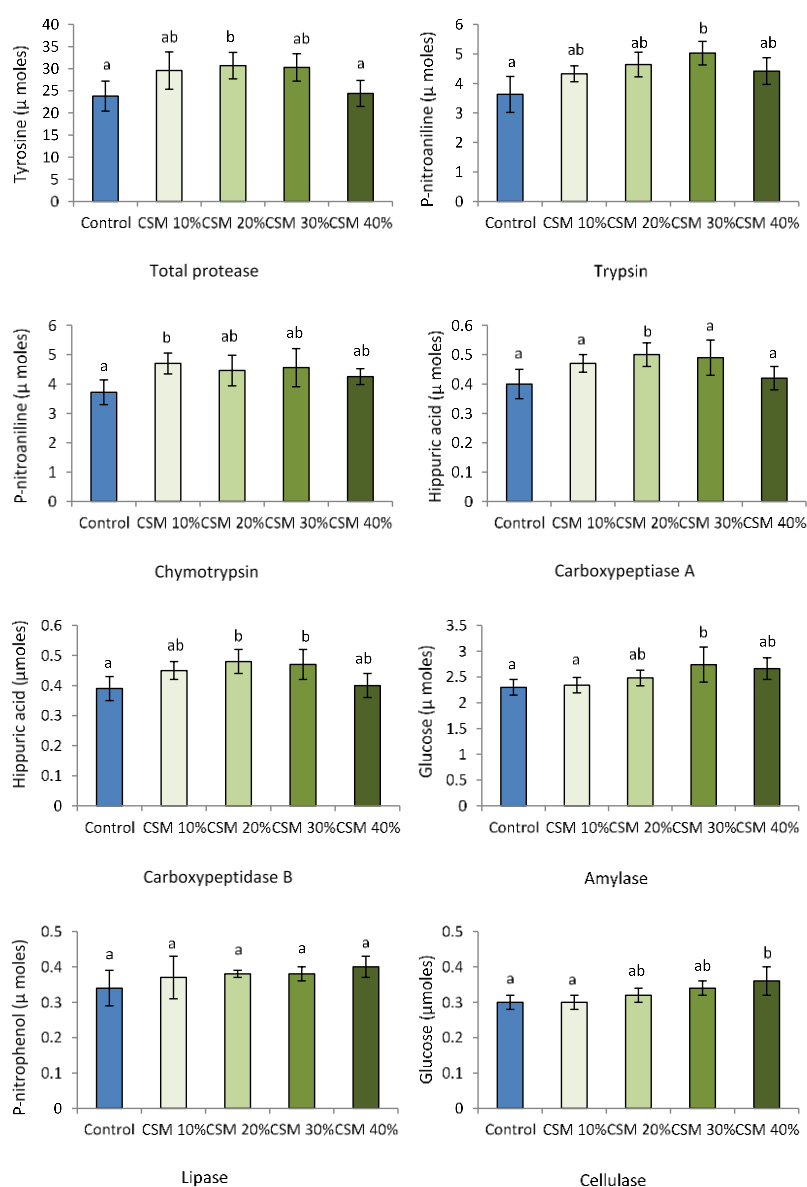 Tyrosine (µ moles)
40
35
30
25
20
15
10
5
0
a
ab
b
ab
a
Control CSM 10% CSM 20% CSM 30% CSM 40%
Total protease
P-nitroaniline (µ moles)
6
5
4
3
2
1
0
a
ab
ab
b
ab
Control CSM 10% CSM 20% CSM 30% CSM 40%
Trypsin
P-nitroaniline (µ moles)
6
5
4
3
2
1
0
a
b
ab
ab
ab
Control CSM 10% CSM 20% CSM 30% CSM 40%
Chymotrypsin
Hippuric acid (µ moles)
0.6
0.5
0.4
0.3
0.2
0.1
0
a
a
b
a
a
Control CSM 10% CSM 20% CSM 30% CSM 40%
Carboxypeptiase A
Hippuric acid (µmoles)
0.6
0.5
0.4
0.3
0.2
0.1
0
a
ab
b
b
ab
Control CSM 10% CSM 20% CSM 30% CSM 40%
Carboxypeptidase B
Glucose (µ moles)
3.5
3
2.5
2
1.5
1
0.5
0
a
a
ab
b
ab
Control CSM 10% CSM 20% CSM 30% CSM 40%
Amylase
P-nitrophenol (µ moles)
0.5
0.4
0.3
0.2
0.1
0
a
a
a
a
a
Control CSM 10% CSM 20% CSM 30% CSM 40%
Lipase
Glucose (µmoles)
0.5
0.4
0.3
0.2
0.1
0
a
a
ab
ab
b
Control CSM 10% CSM 20% CSM 30% CSM 40%
Cellulase